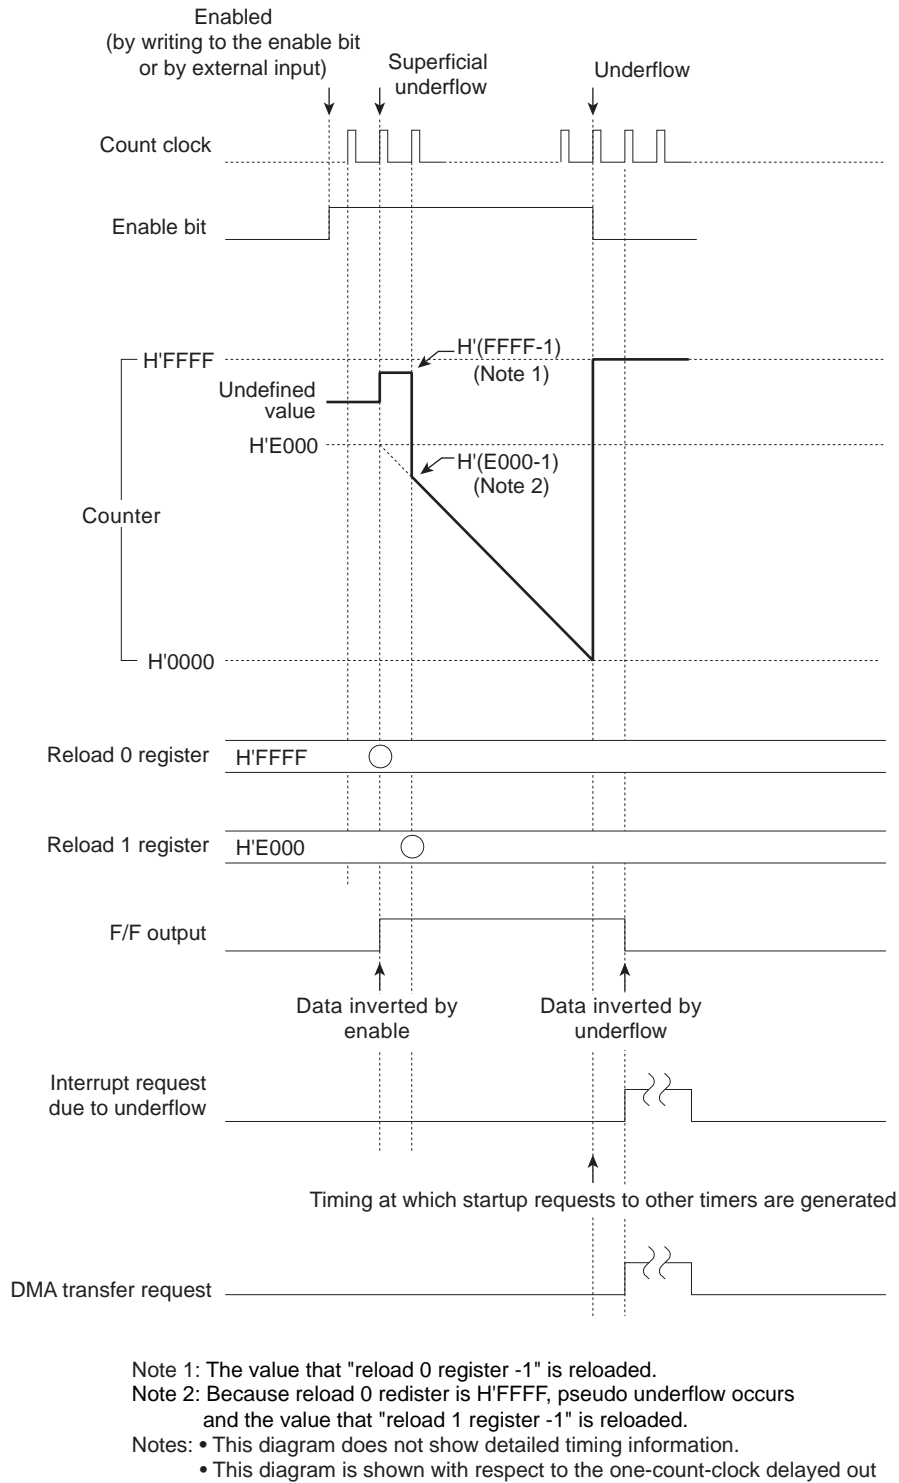 Enabled
(by writing to the enable bit
or by external input)
Superficial
underflow
Underflow
Count clock
Enable bit
H'FFFF
H'(FFFF-1)
(Note 1)
Undefined
value
H'E000
H'(E000-1)
(Note 2)
Counter
H'0000
Reload 0 register
H'FFFF
Reload 1 register
H'E000
F/F output
Data inverted by
enable
Data inverted by
underflow
Interrupt request
due to underflow
Timing at which startup requests to other timers are generated
DMA transfer request
Note 1: The value that "reload 0 register -1" is reloaded.
Note 2: Because reload 0 redister is H'FFFF, pseudo underflow occurs
and the value that "reload 1 register -1" is reloaded.
Notes: • This diagram does not show detailed timing information.
• This diagram is shown with respect to the one-count-clock delayed out